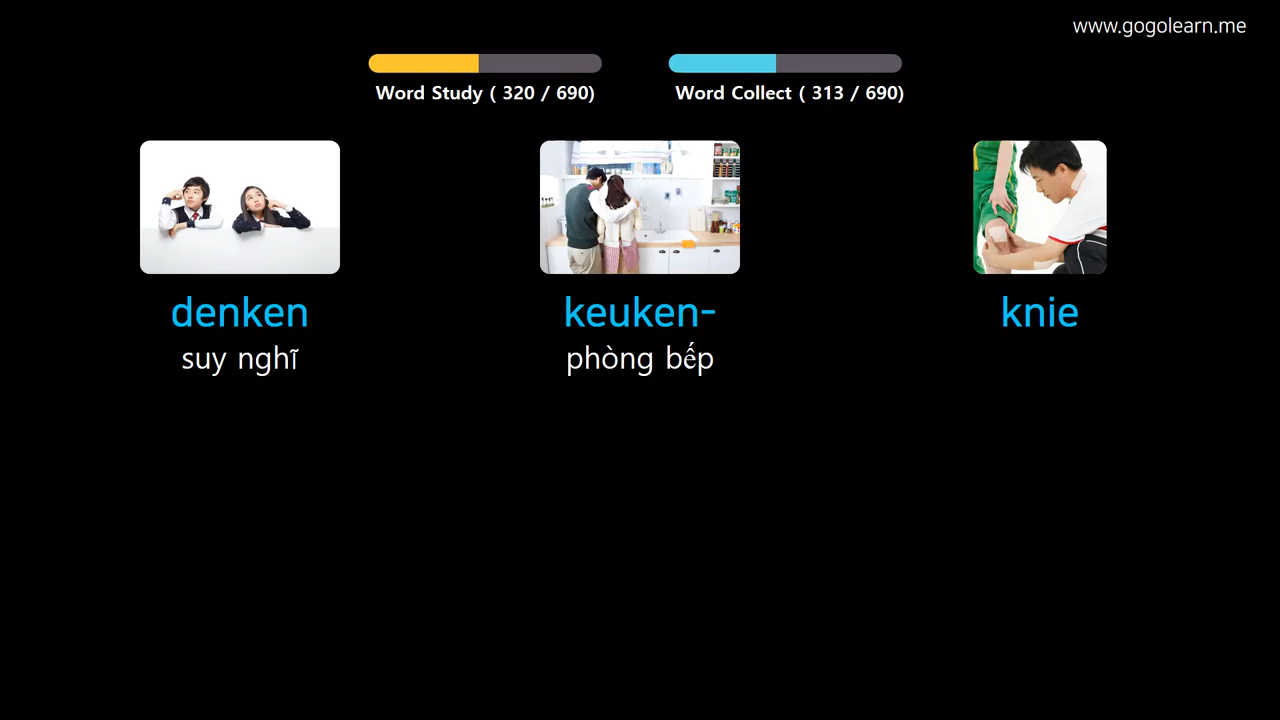 www.gogolearn.me
Word Study ( 320 / 690)
Word Collect ( 313 / 690)
denken
keuken-
knie
suy nghĩ
phòng bếp